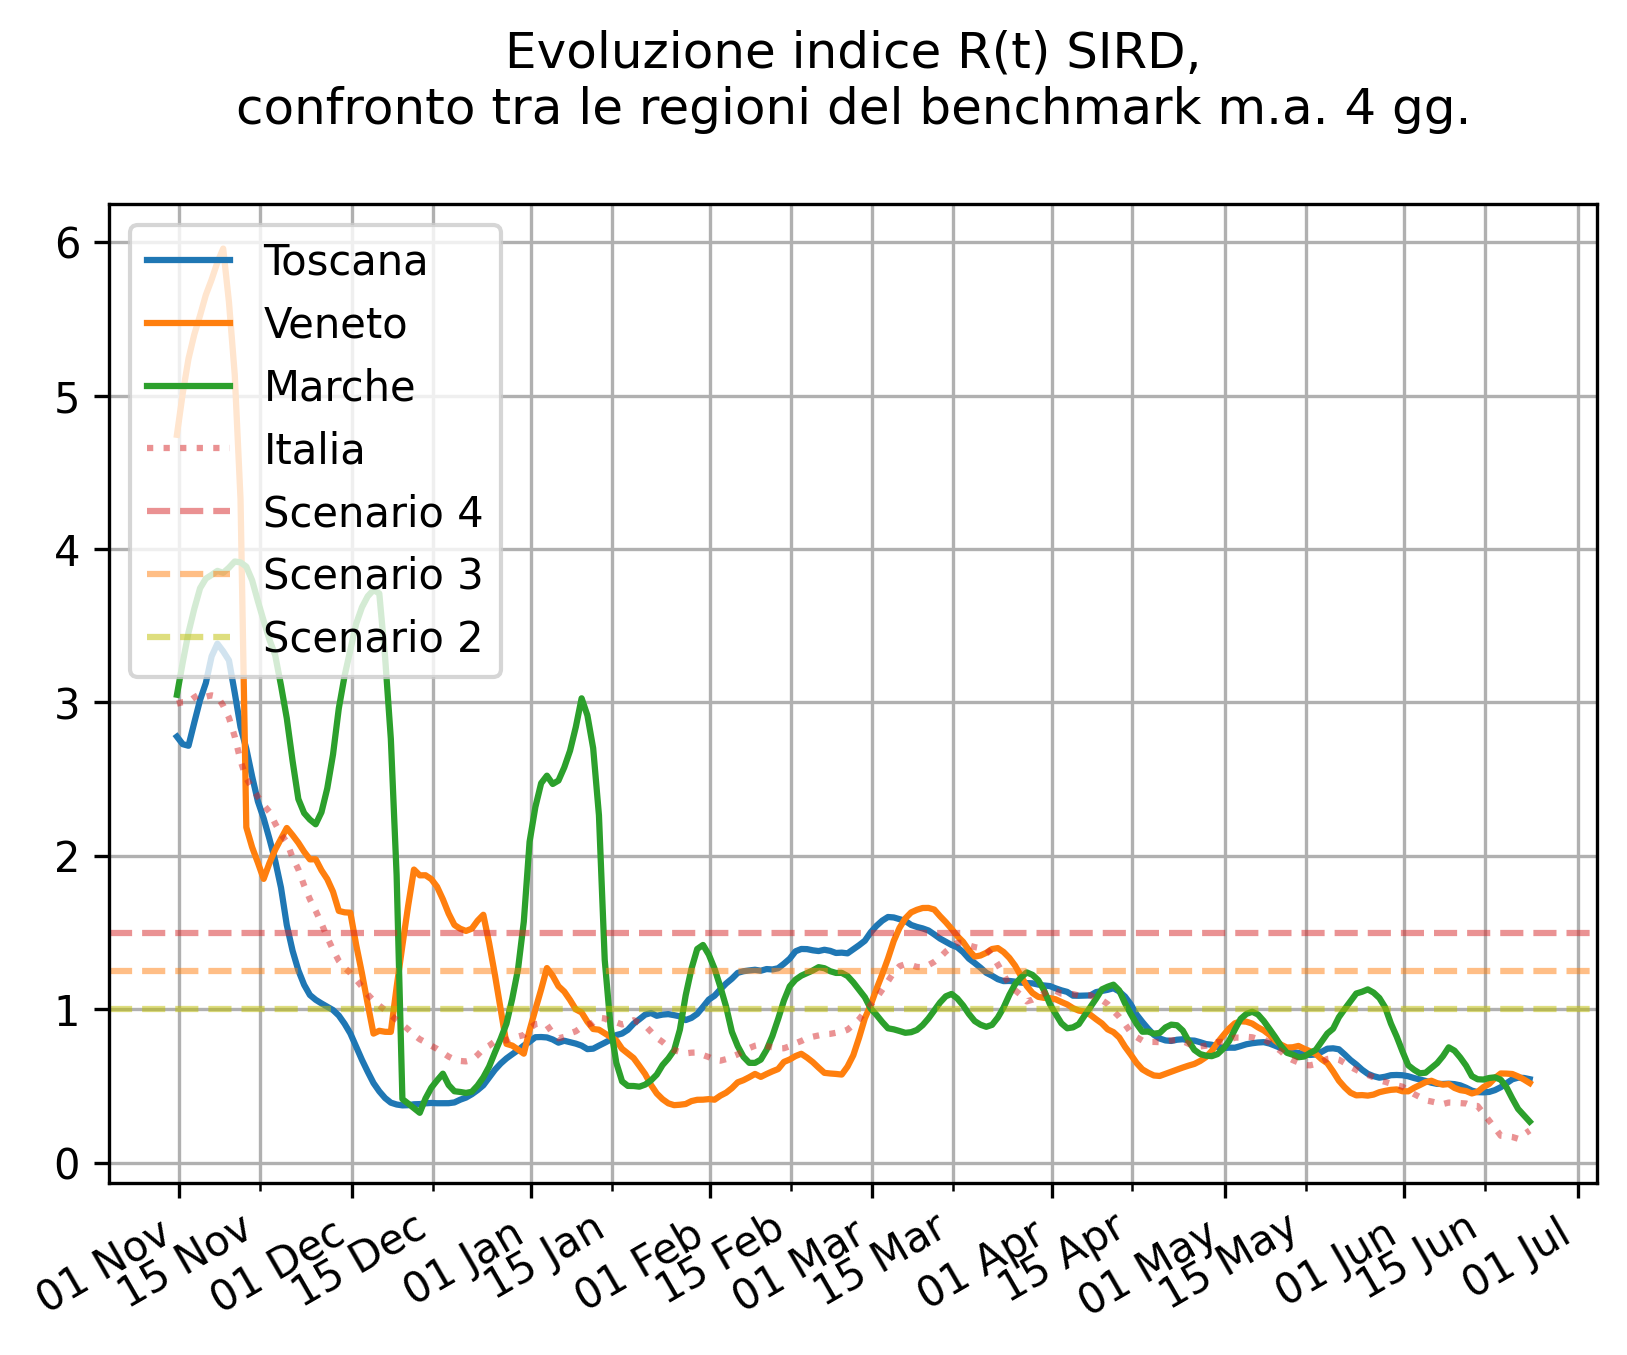 Evoluzione indice R(t) SIRD,
confronto tra le regioni del benchmark m.a. 4 gg.
6
5
4
3
2
1
0
Toscana
Veneto
Marche
Italia
Scenario 4
Scenario 3
Scenario 2
01 Nov
15 Nov
01 Dec
15 Dec
01 Jan
15 Jan
01 Feb
15 Feb
01 Mar
15 Mar
01 Apr
15 Apr
01 May
15 May
01 Jun
15 Jun
01 Jul